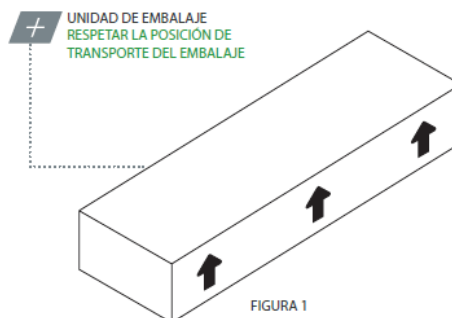 UNIDAD DE EMBALAJE
RESPETAR LA POSICIÓN DE
TRANSPORTE DEL EMBALAJE
FIGURA 1